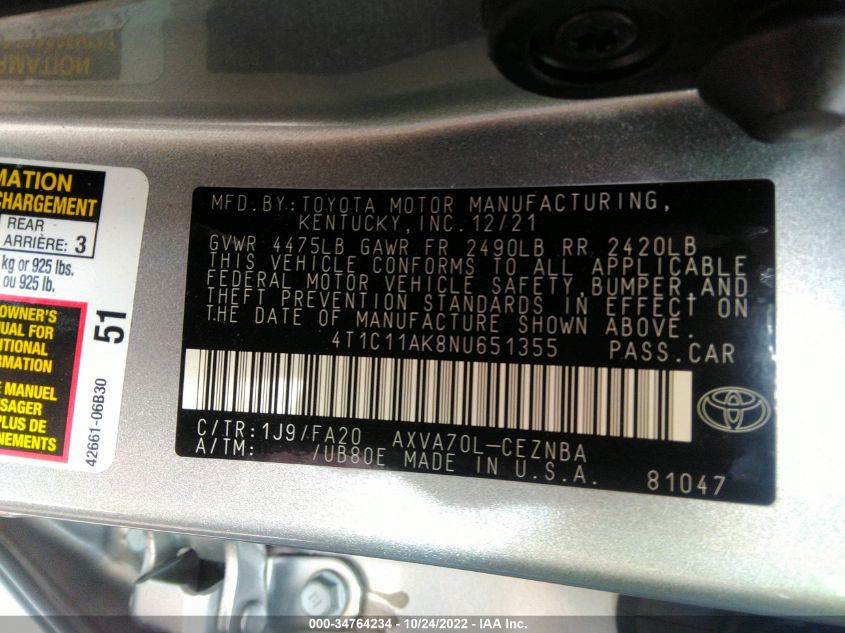 MATION
CHARGEMENT
REAR
ARRIÈRE: 3
kg or 925 lbs.
ou 925 lb.
OWNER'S
NUAL FOR
ITIONAL
RMATION
E MANUEL
SAGER
NEMENTS
51
42661-06B30
MFD.BY:TOYOTA MOTOR MANUFACTURING,
KENTUCKY,INC.12/21
GVWR 4475LB GAWR FR 2490LB RR 2420LB
THIS VEHICLE CONFORMS TO ALL APPLICABLE
FEDERAL MOTOR VEHICLE SAFETY,BUMPER,AND
THEFT PREVENTION STANDARDS IN EFFECT ON
THE DATE OF MANUFACTURE SHOWN ABOVE.
4T1C11AK8NU651355 PASS.CAR
C/TR:1J9/FA20 AXVA70L-CEZNBA
A/TM: /UB80E MADE IN U.S.A.
81047
000-34764234 - 10/24/2022 - IAA Inc.